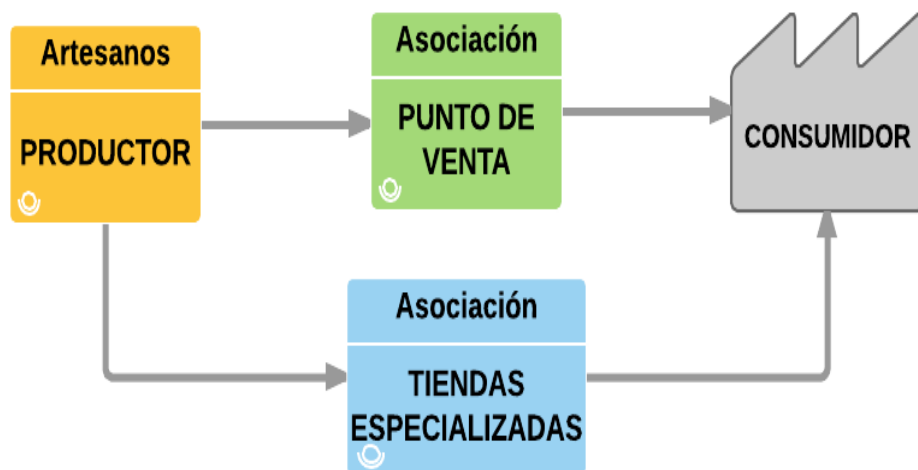 Artesanos
PRODUCTOR
Asociación
PUNTO DE
VENTA
CONSUMIDOR
Asociación
TIENDAS
ESPECIALIZADAS